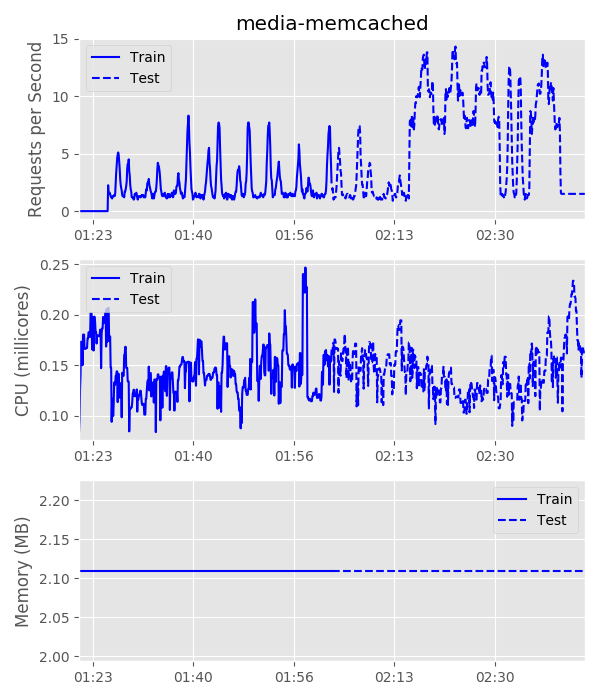 media-memcached
Requests per Second
15
10
5
0
Train
Test
01:23 01:40 01:56 02:13 02:30
CPU (millicores)
0.25
0.20
0.15
0.10
Train
Test
01:23 01:40 01:56 02:13 02:30
Memory (MB)
2.20
2.15
2.10
2.05
2.00
Train
Test
01:23 01:40 01:56 02:13 02:30